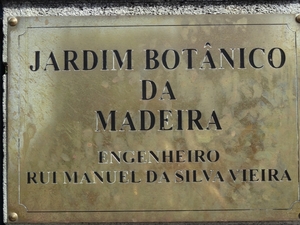 JARDIM BOTÂNICO
DA
MADEIRA
ENGENHEIRO
RUI MANUEL DA SILVA VIEIRA